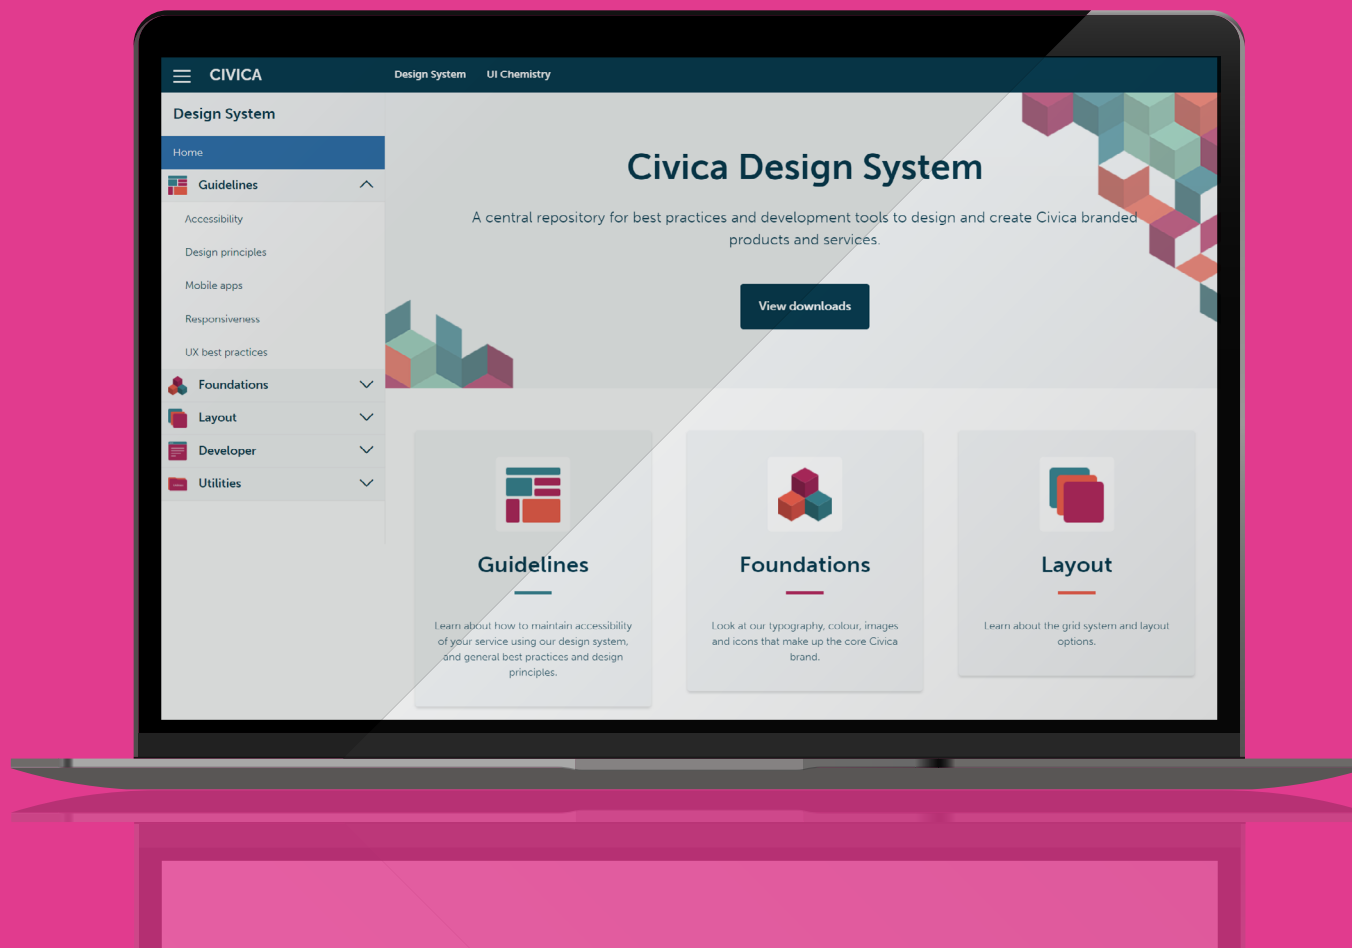 CIVICA
Design System
UI Chemistry
Design System
Home
Guidelines
Accessibility
Design principles
Mobile apps
Responsiveness
UX best practices
Foundations
Layout
Developer
Utilities
Civica Design System
A central repository for best practices and development tools to design and create Civica branded
products and services.
View downloads
Guidelines
Learn about how to maintain accessibility
of your service using our design system,
and general best practices and design
principles.
Foundations
Look at our typography, colour, images
and icons that make up the core Civica
brand.
Layout
Learn about the grid system and layout
options.